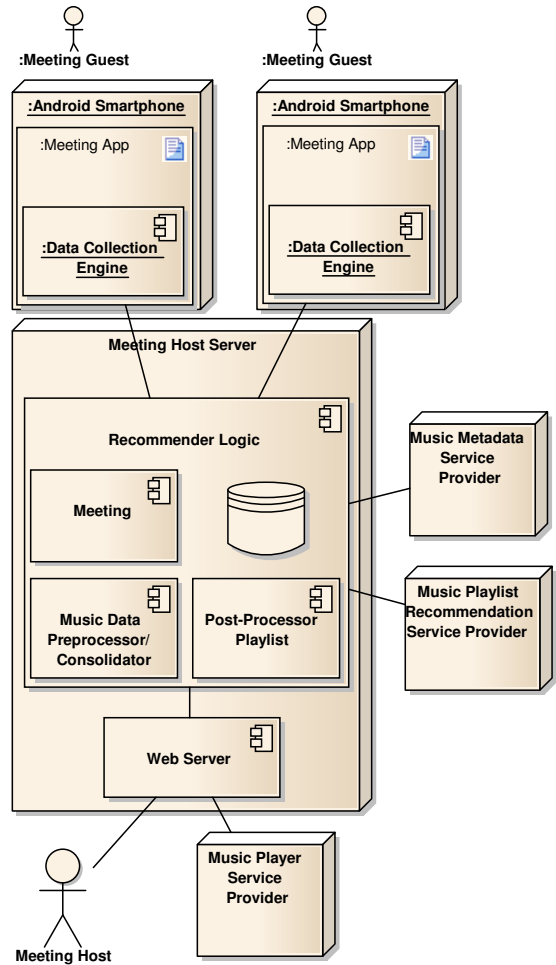 :Meeting Guest
:Meeting Guest
:Android Smartphone
:Meeting App
:Data Collection
Engine
:Android Smartphone
:Meeting App
:Data Collection
Engine
Meeting Host Server
Recommender Logic
Meeting
Music Data
Preprocessor/
Consolidator
Post-Processor
Playlist
Music Metadata
Service
Provider
Music Playlist
Recommendation
Service Provider
Web Server
Music Player
Service
Provider
Meeting Host